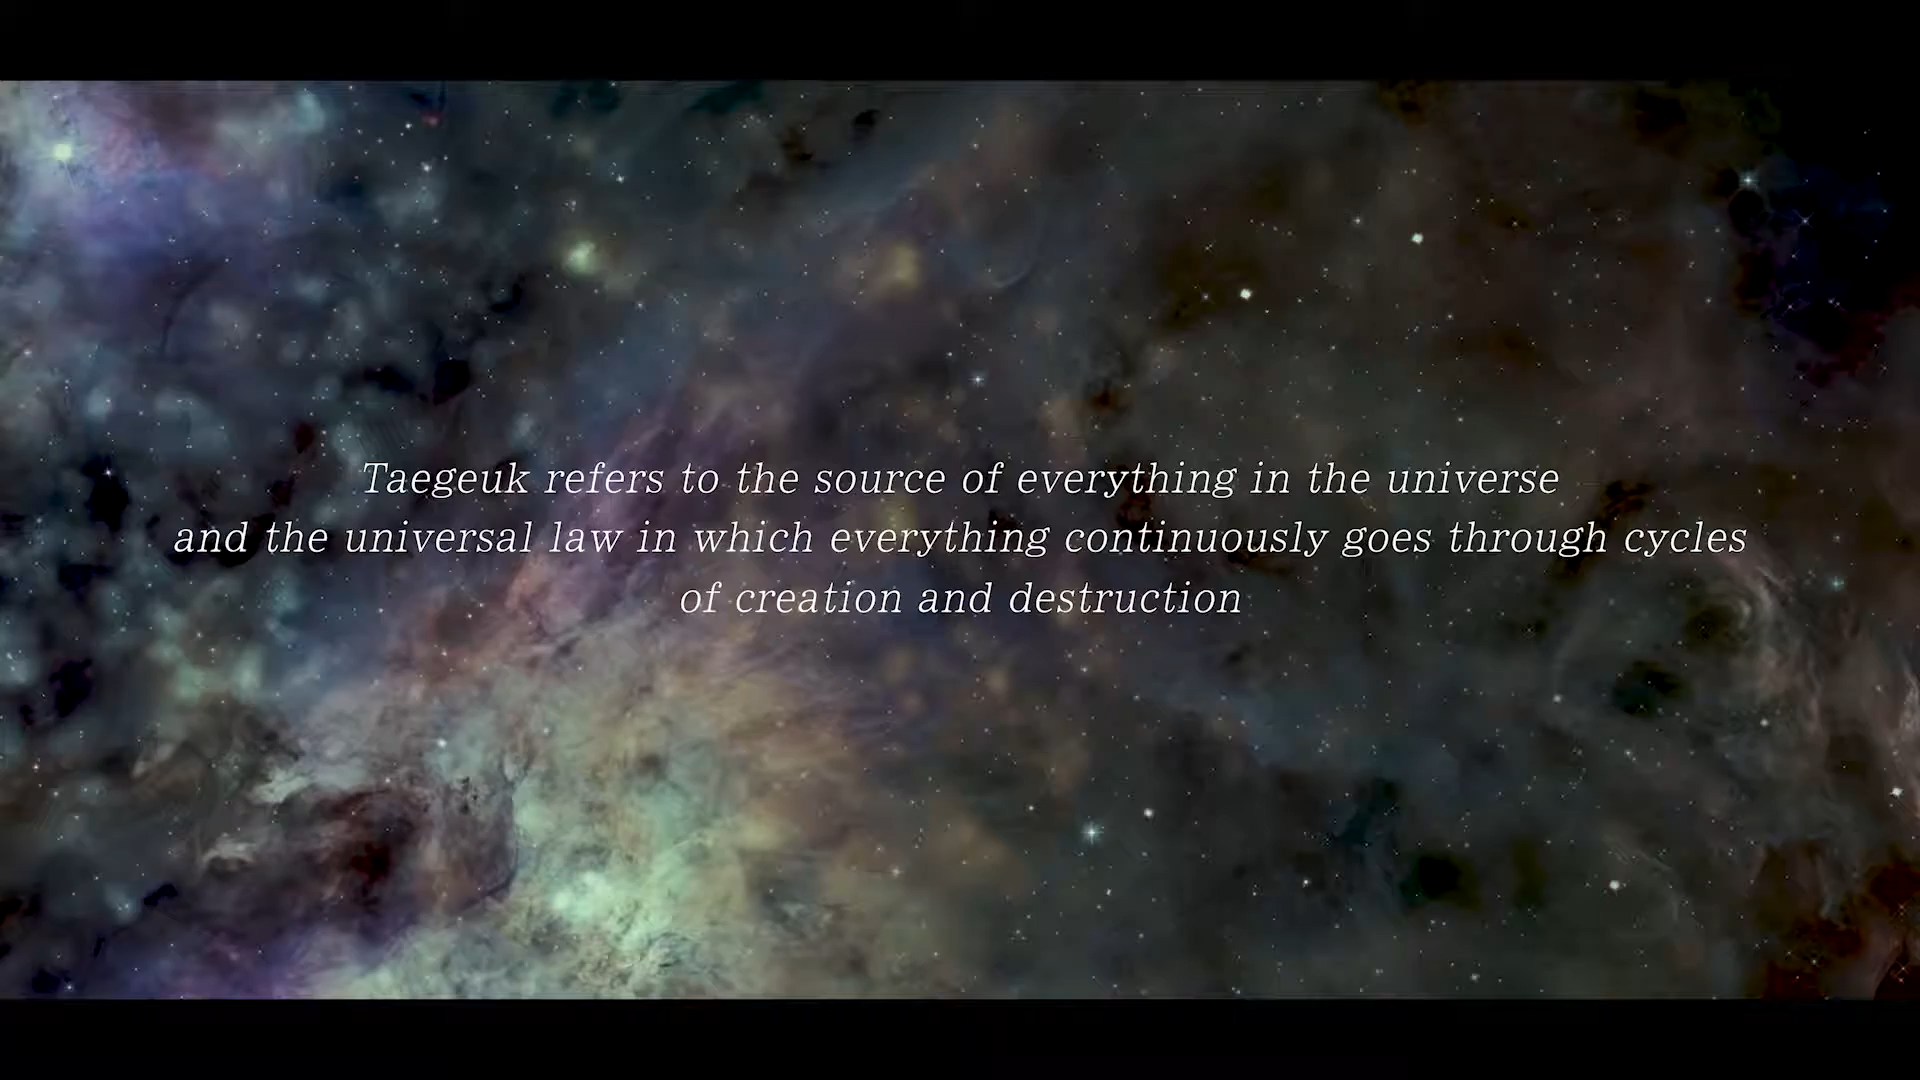 Taegeuk refers to the source of everything in the universe
and the universal law in which everything continuously goes through cycles
of creation and destruction